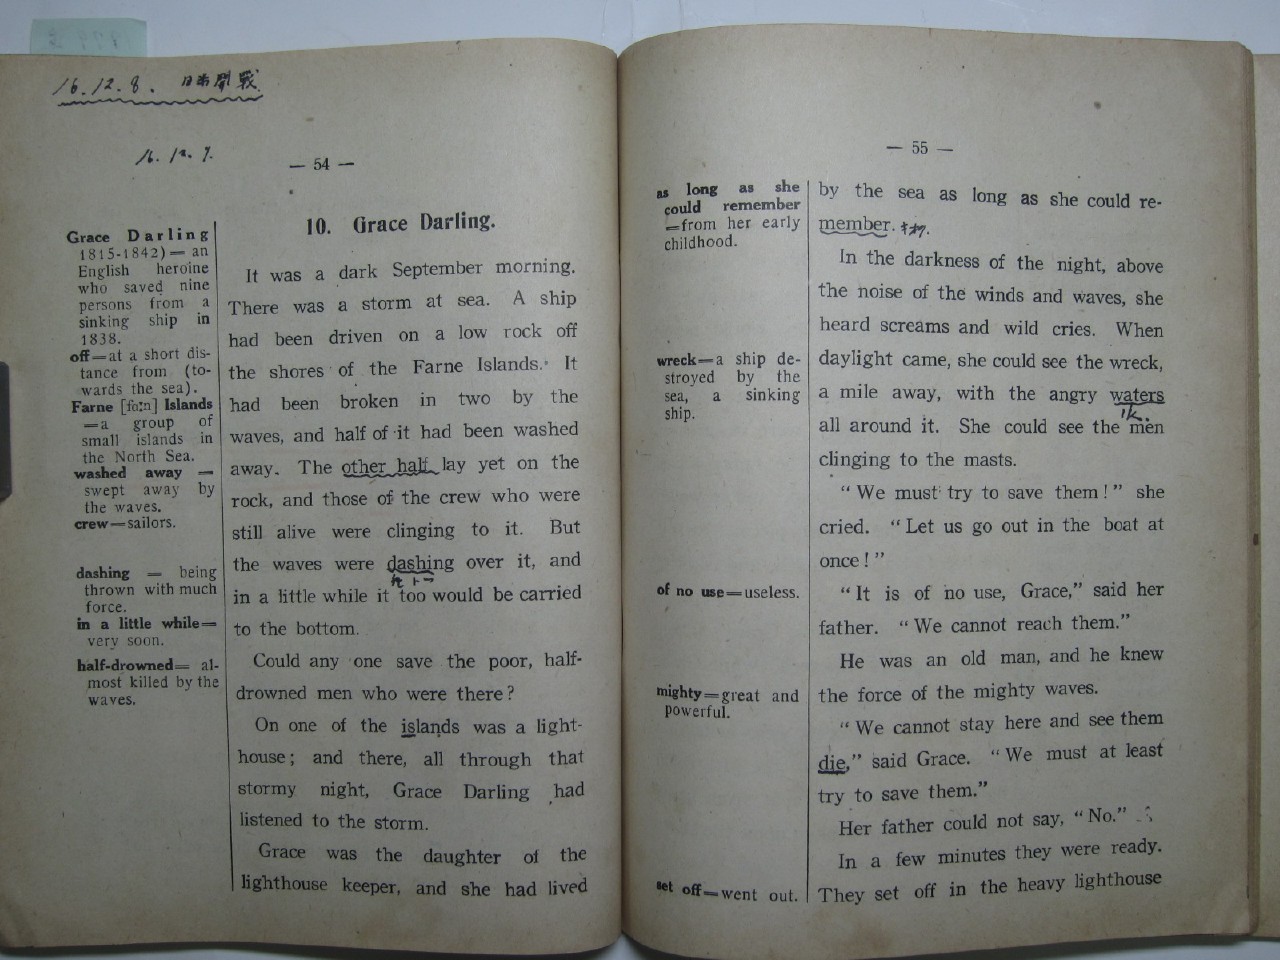 16.12.8. 日米開戦
16.12.9.
— 54 —
10. Grace Darling.
Grace Darling
1815-1842)＝an
English heroine
who saved nine
persons from a
sinking ship in
1838.
off＝at a short dis-
tance from (to-
wards the sea).
Farne [fɑːn] Islands
＝a group of
small islands in
the North Sea.
washed away ＝
swept away by
the waves.
crew＝sailors.
dashing ＝ being
thrown with much
force.
in a little while＝
very soon.
half-drowned＝ al-
most killed by the
waves.
It was a dark September morning.
There was a storm at sea. A ship
had been driven on a low rock off
the shores of the Farne Islands. It
had been broken in two by the
waves, and half of it had been washed
away. The other half lay yet on the
rock, and those of the crew who were
still alive were clinging to it. But
the waves were dashing over it, and
in a little while it too would be carried
to the bottom.
Could any one save the poor, half-
drowned men who were there?
On one of the islands was a light-
house; and there, all through that
stormy night, Grace Darling had
listened to the storm.
Grace was the daughter of the
lighthouse keeper, and she had lived
— 55 —
as long as she
could remember
＝from her early
childhood.
wreck＝a ship de-
stroyed by the
sea, a sinking
ship.
of no use＝useless.
mighty＝great and
powerful.
set off＝went out.
by the sea as long as she could re-
member.
In the darkness of the night, above
the noise of the winds and waves, she
heard screams and wild cries. When
daylight came, she could see the wreck,
a mile away, with the angry waters
all around it. She could see the men
clinging to the masts.
"We must try to save them!" she
cried. "Let us go out in the boat at
once!"
"It is of no use, Grace," said her
father. "We cannot reach them."
He was an old man, and he knew
the force of the mighty waves.
"We cannot stay here and see them
die," said Grace. "We must at least
try to save them."
Her father could not say, "No."
In a few minutes they were ready.
They set off in the heavy lighthouse